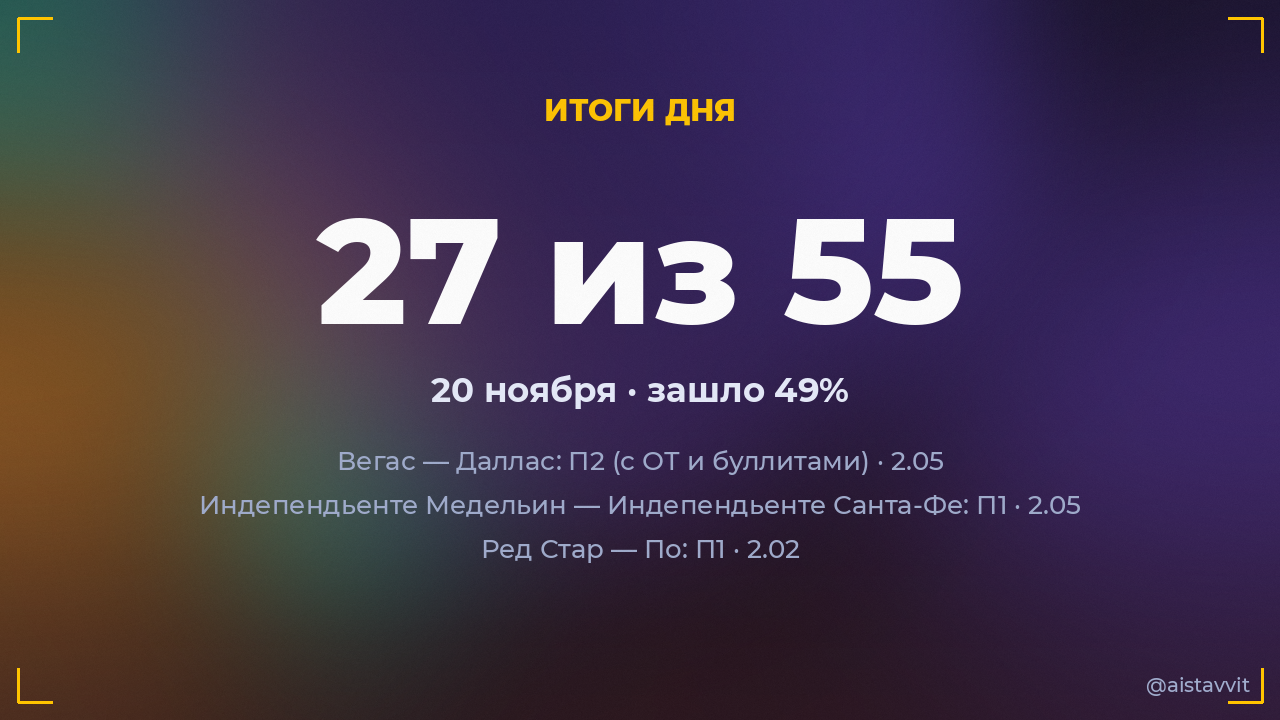 ИТОГИ ДНЯ
27 из 55
20 ноября · зашло 49%
Вегас — Даллас: П2 (с ОТ и буллитами) · 2.05
Индепендьенте Медельин — Индепендьенте Санта-Фе: П1 · 2.05
Ред Стар — По: П1 · 2.02
@aistavvit